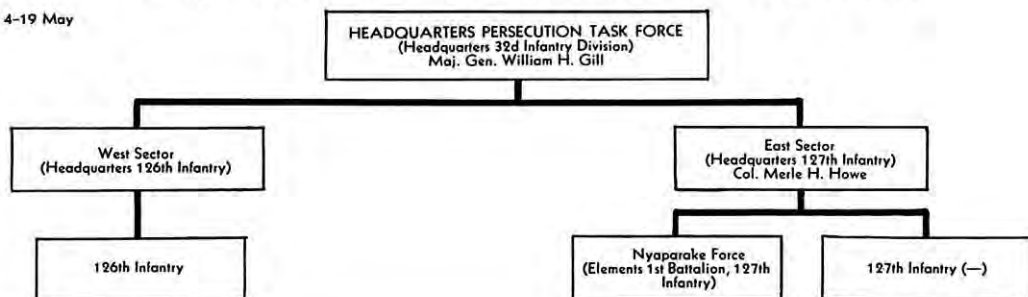 4–19 May
HEADQUARTERS PERSECUTION TASK FORCE
(Headquarters 32d Infantry Division)
Maj. Gen. William H. Gill
West Sector
(Headquarters 126th Infantry)
East Sector
(Headquarters 127th Infantry)
Col. Merle H. Howe
126th Infantry
Nyaparake Force
(Elements 1st Battalion, 127th
Infantry)
127th Infantry (—)